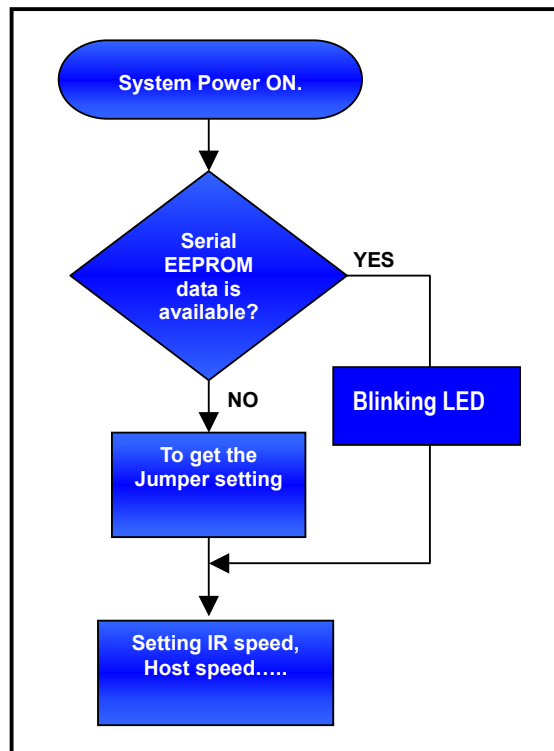 System Power ON.
Serial
EEPROM
data is
available?
YES
NO
Blinking LED
To get the
Jumper setting
Setting IR speed,
Host speed…..